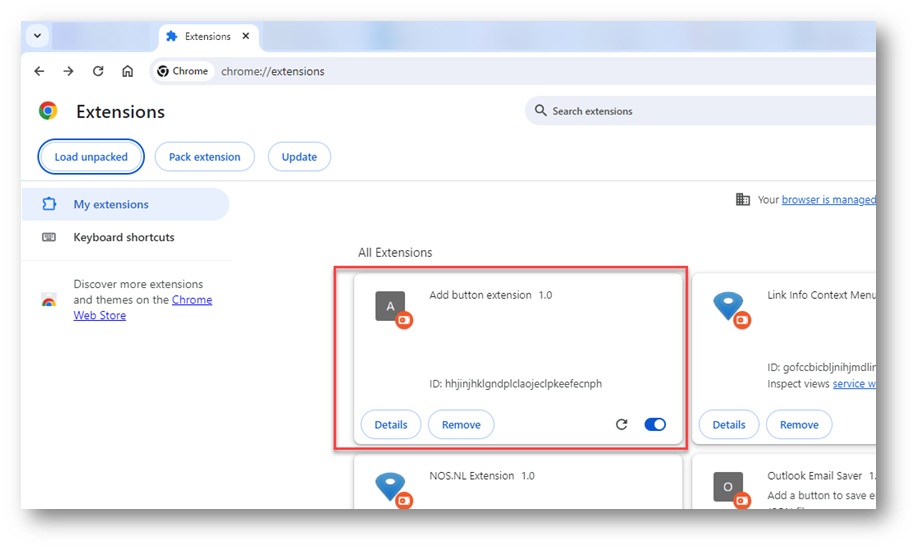 Extensions
Chrome
chrome://extensions
Extensions
Search extensions
Load unpacked
Pack extension
Update
My extensions
Keyboard shortcuts
Discover more extensions
and themes on the Chrome
Web Store
Your browser is managed
All Extensions
A
Add button extension 1.0
ID: hhjinjhklgndplclaojeclpkeefecnph
Details
Remove
Link Info Context Menu
ID: gofccbicbljnihjmdlin
Inspect views service w
Details
Remove
NOS.NL Extension 1.0
O
Outlook Email Saver 1.
Add a button to save e